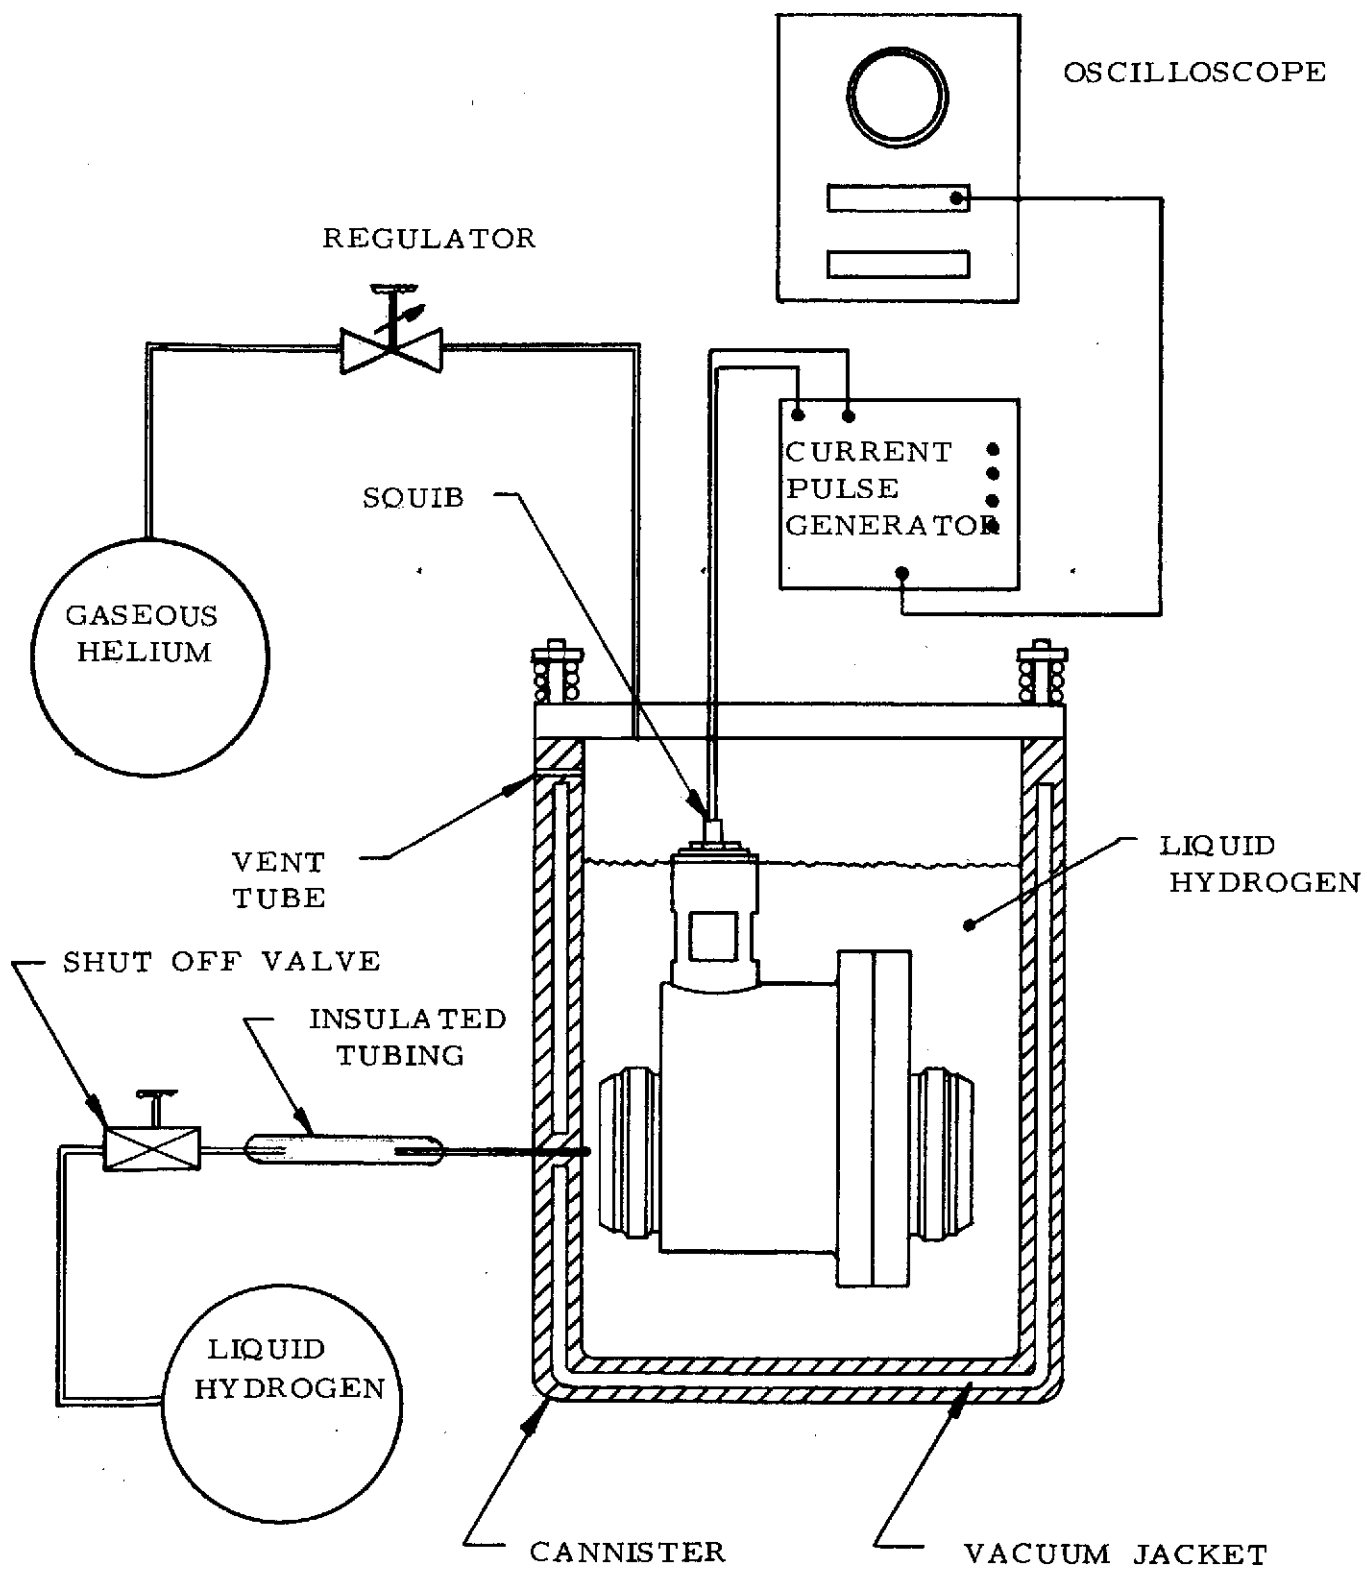 OSCILLOSCOPE
REGULATOR
CURRENT
PULSE
GENERATOR
SQUIB
GASEOUS
HELIUM
VENT
TUBE
LIQUID
HYDROGEN
SHUT OFF VALVE
INSULATED
TUBING
LIQUID
HYDROGEN
CANNISTER
VACUUM JACKET